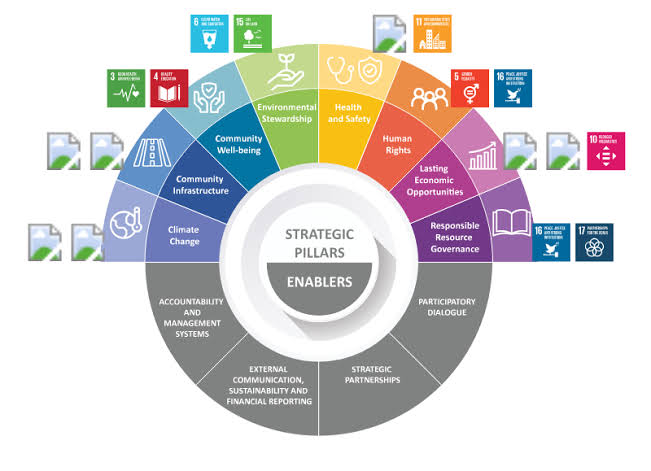 6 CLEAN WATER
AND SANITATION
15 LIFE
ON LAND
11 SUSTAINABLE CITIES
AND COMMUNITIES
3 GOOD HEALTH
AND WELL-BEING
4 QUALITY
EDUCATION
5 GENDER
EQUALITY
16 PEACE, JUSTICE
AND STRONG
INSTITUTIONS
Environmental
Stewardship
Health
and Safety
Community
Well-being
Human
Rights
10 REDUCED
INEQUALITIES
Community
Infrastructure
Lasting
Economic
Opportunities
Climate
Change
Responsible
Resource
Governance
16 PEACE, JUSTICE
AND STRONG
INSTITUTIONS
17 PARTNERSHIPS
FOR THE GOALS
STRATEGIC
PILLARS
ENABLERS
ACCOUNTABILITY
AND
MANAGEMENT
SYSTEMS
PARTICIPATORY
DIALOGUE
EXTERNAL
COMMUNICATION,
SUSTAINABILITY AND
FINANCIAL REPORTING
STRATEGIC
PARTNERSHIPS